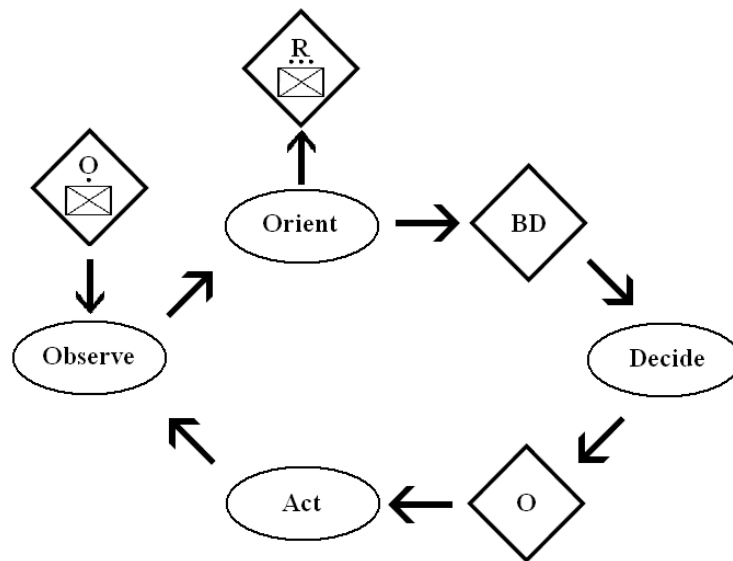 R
O
Orient
BD
Observe
Decide
Act
O